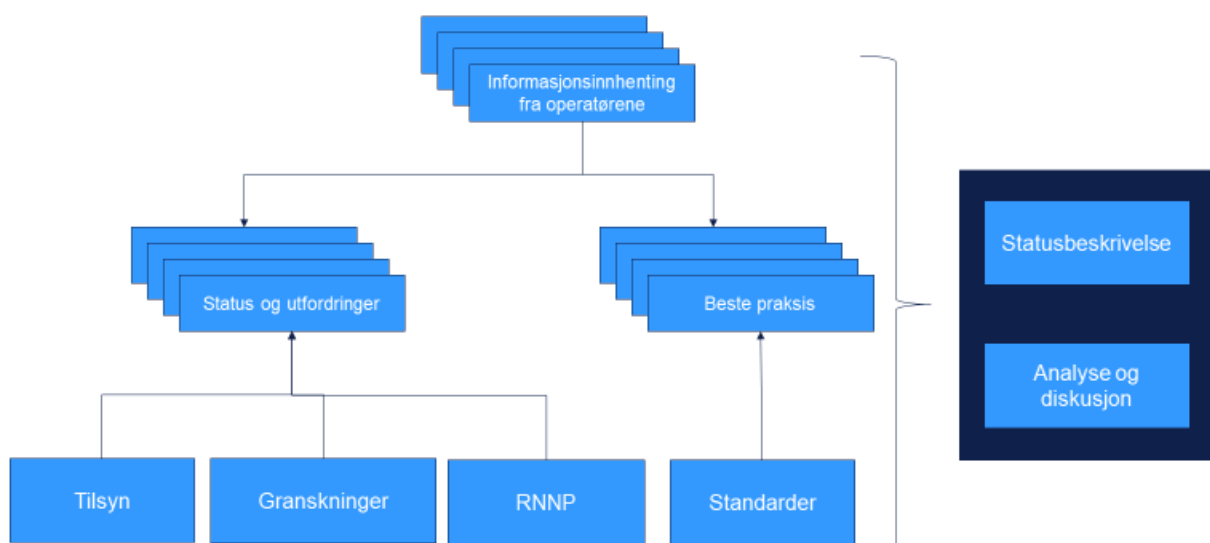 Informasjonsinnhenting
fra operatørene
Status og utfordringer
Beste praksis
Statusbeskrivelse
Analyse og
diskusjon
Tilsyn
Granskninger
RNNP
Standarder